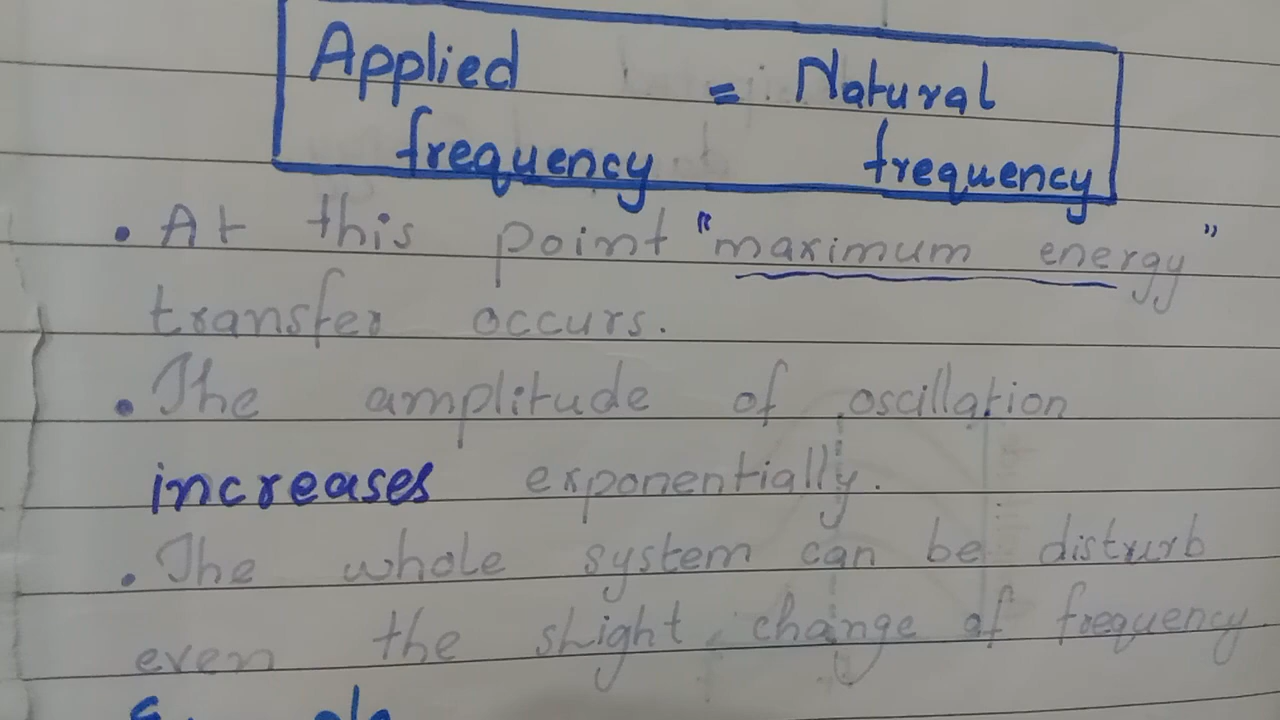 Applied = Natural
frequency frequency
• At this point "maximum energy"
transfer occurs.
• The amplitude of oscillation
increases exponentially.
• The whole system can be disturb
even the slight change of frequency